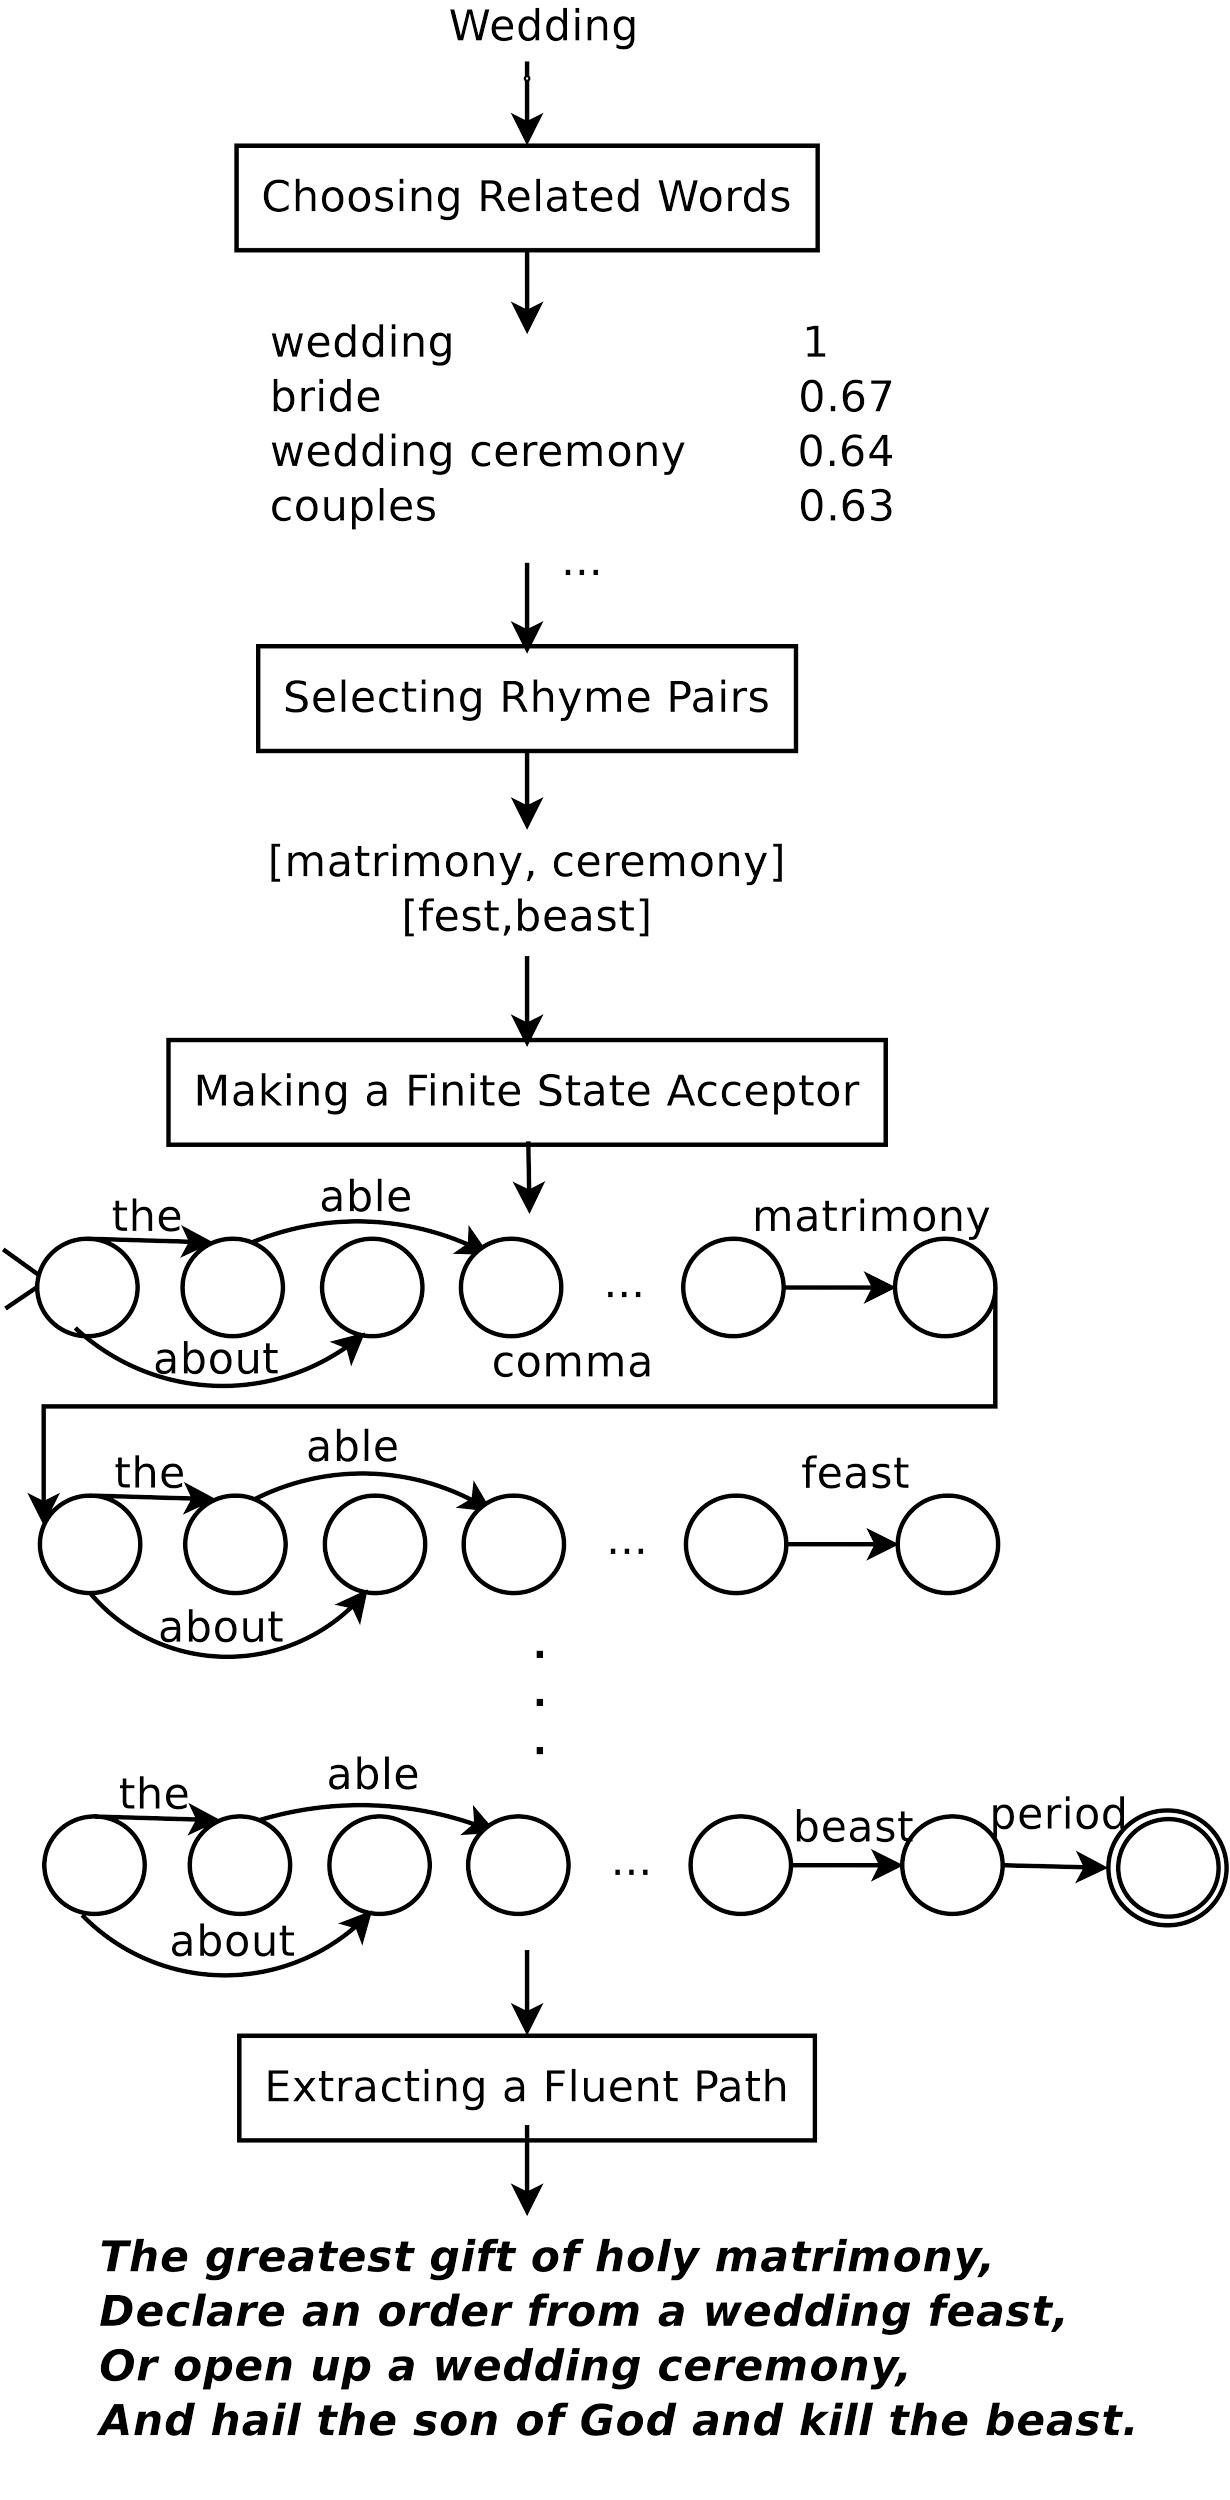 Wedding
Choosing Related Words
wedding 1
bride 0.67
wedding ceremony 0.64
couples 0.63
...
Selecting Rhyme Pairs
[matrimony, ceremony]
[fest,beast]
Making a Finite State Acceptor
the able matrimony
...
about comma
the able feast
...
about
.
.
.
the able beast period
...
about
Extracting a Fluent Path
The greatest gift of holy matrimony,
Declare an order from a wedding feast,
Or open up a wedding ceremony,
And hail the son of God and kill the beast.